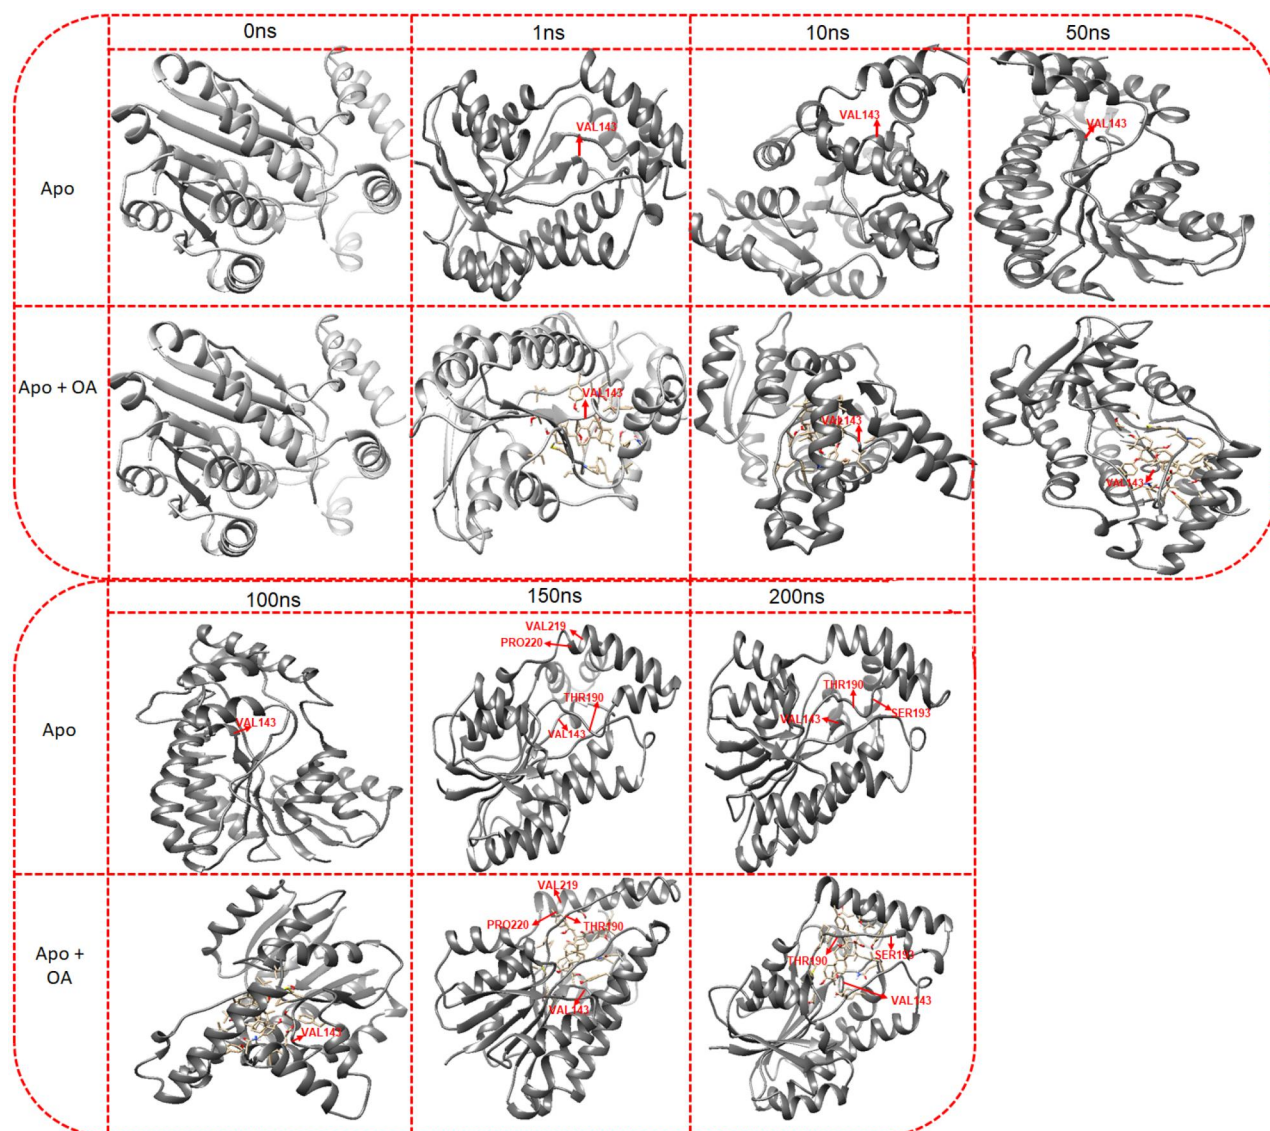 0ns 1ns 10ns 50ns
Apo
VAL143
VAL143
VAL143
Apo + OA
VAL143
VAL143
VAL143
100ns 150ns 200ns
Apo
VAL143
VAL219
PRO220
THR190
VAL143
THR190
SER193
VAL143
Apo +
OA
VAL143
VAL219
PRO220
THR190
VAL143
THR190
SER193
VAL143